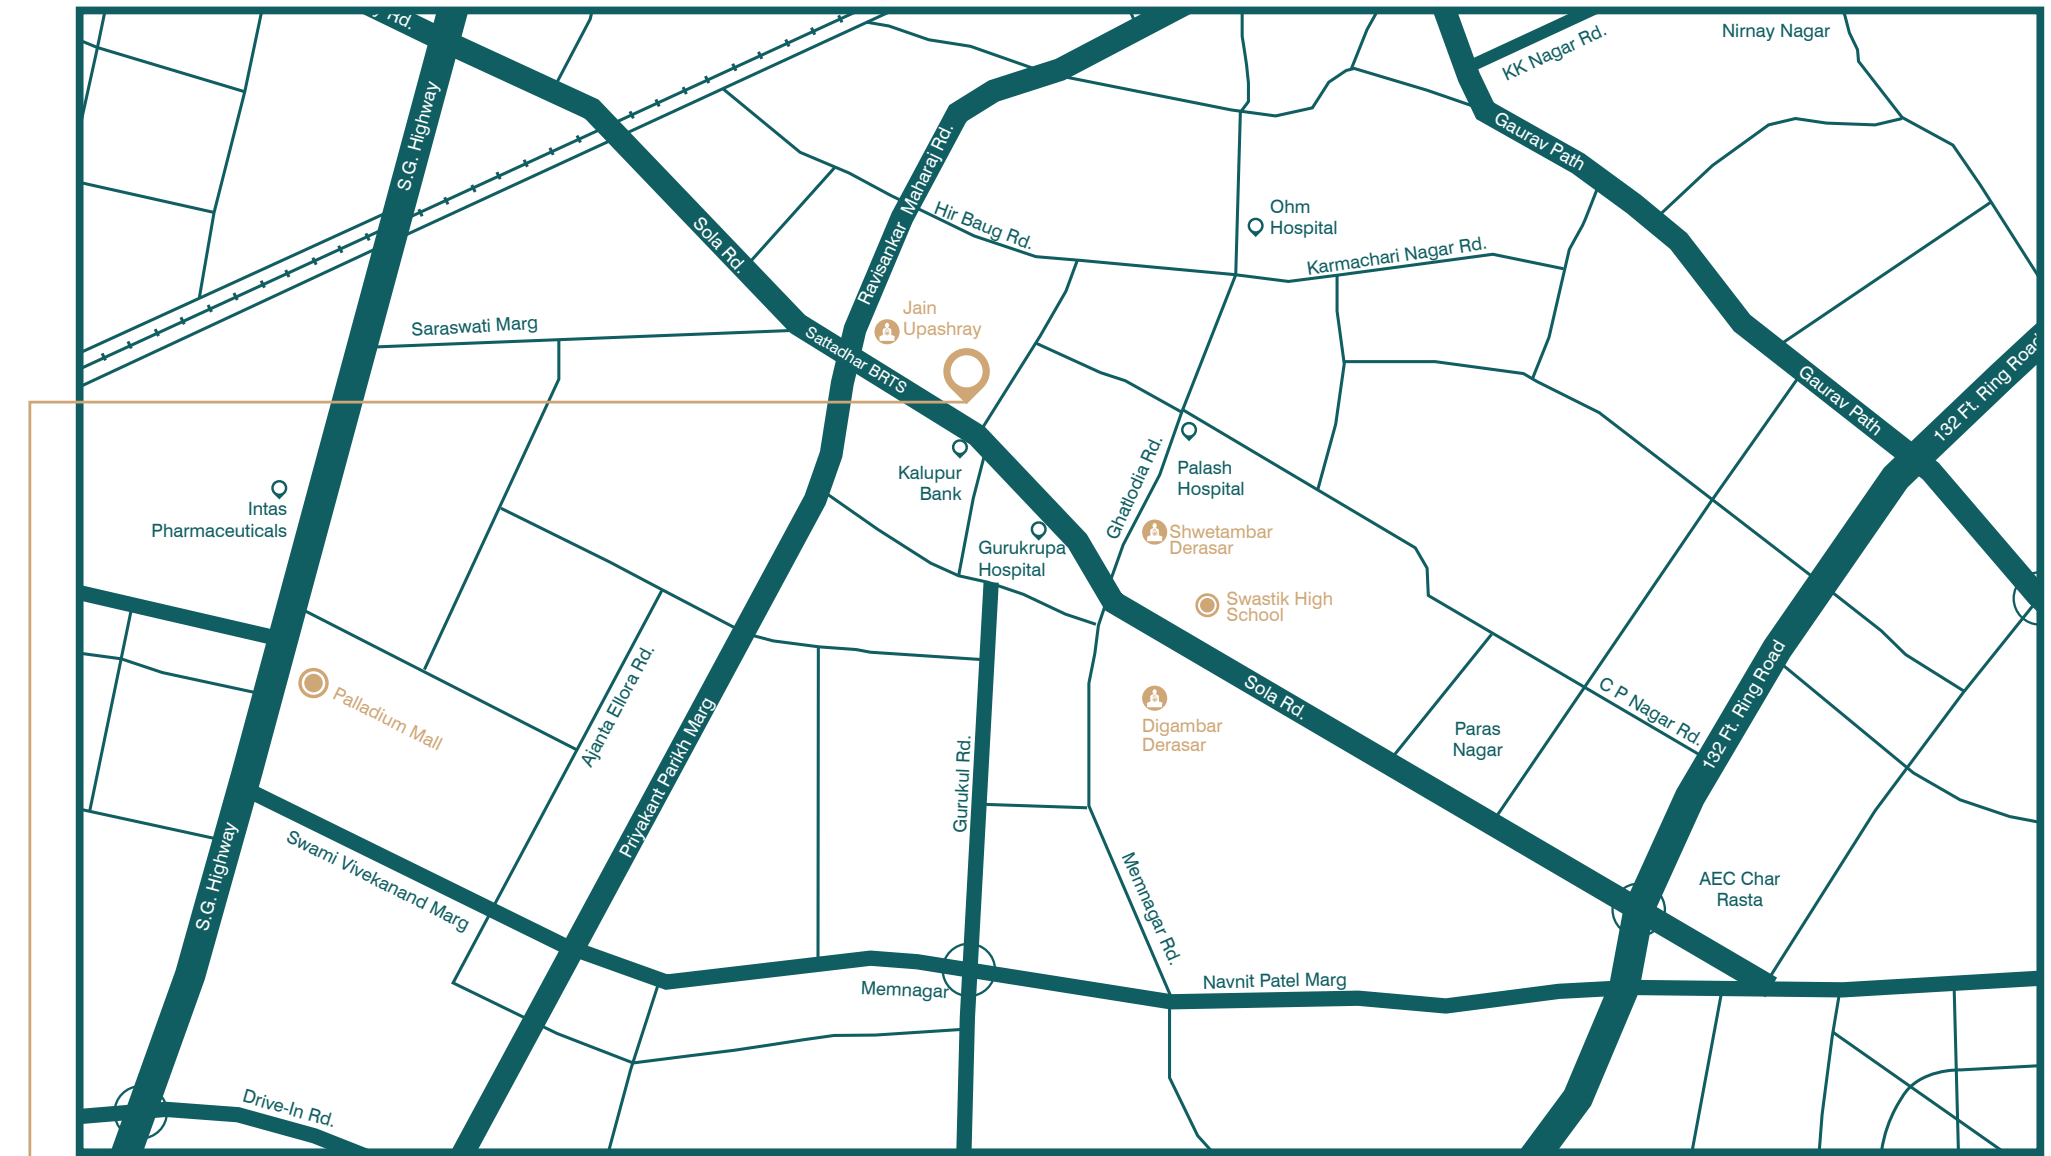 Rd.
Nirnay Nagar
KK Nagar Rd.
S.G. Highway
Gaurav Path
Maharaj Rd.
Ravisankar
Hir Baug Rd.
Ohm
Hospital
Karmachari Nagar Rd.
Sola Rd.
Jain
Upashray
Saraswati Marg
Sattadhar BRTS
Gaurav Path
132 Ft. Ring Road
Kalupur
Bank
Palash
Hospital
Ghatlodia Rd.
Intas
Pharmaceuticals
Shwetambar
Derasar
Gurukrupa
Hospital
Swastik High
School
Palladium Mall
Ajanta Ellora Rd.
Priyakant Parikh Marg
Sola Rd.
C P Nagar Rd.
132 Ft. Ring Road
Digambar
Derasar
Paras
Nagar
Gurukul Rd.
S.G. Highway
Swami Vivekanand Marg
Memnagar Rd.
AEC Char
Rasta
Memnagar
Navnit Patel Marg
Drive-In Rd.